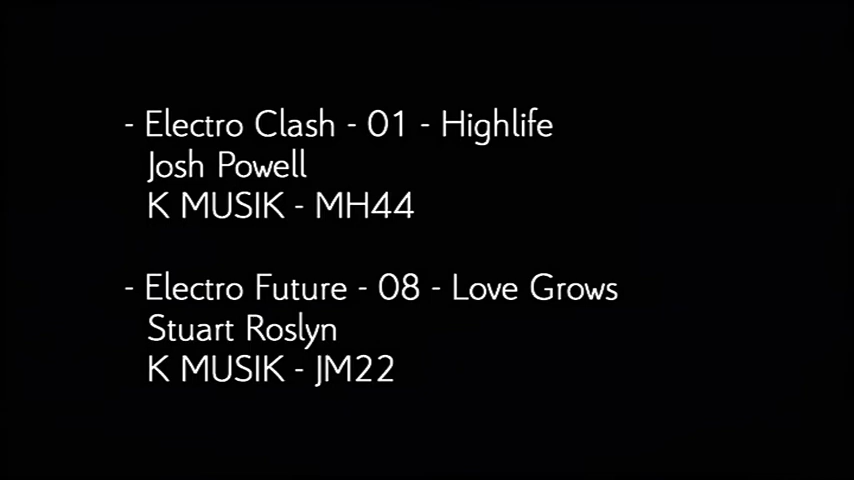 - Electro Clash - 01 - Highlife
Josh Powell
K MUSIK - MH44
- Electro Future - 08 - Love Grows
Stuart Roslyn
K MUSIK - JM22